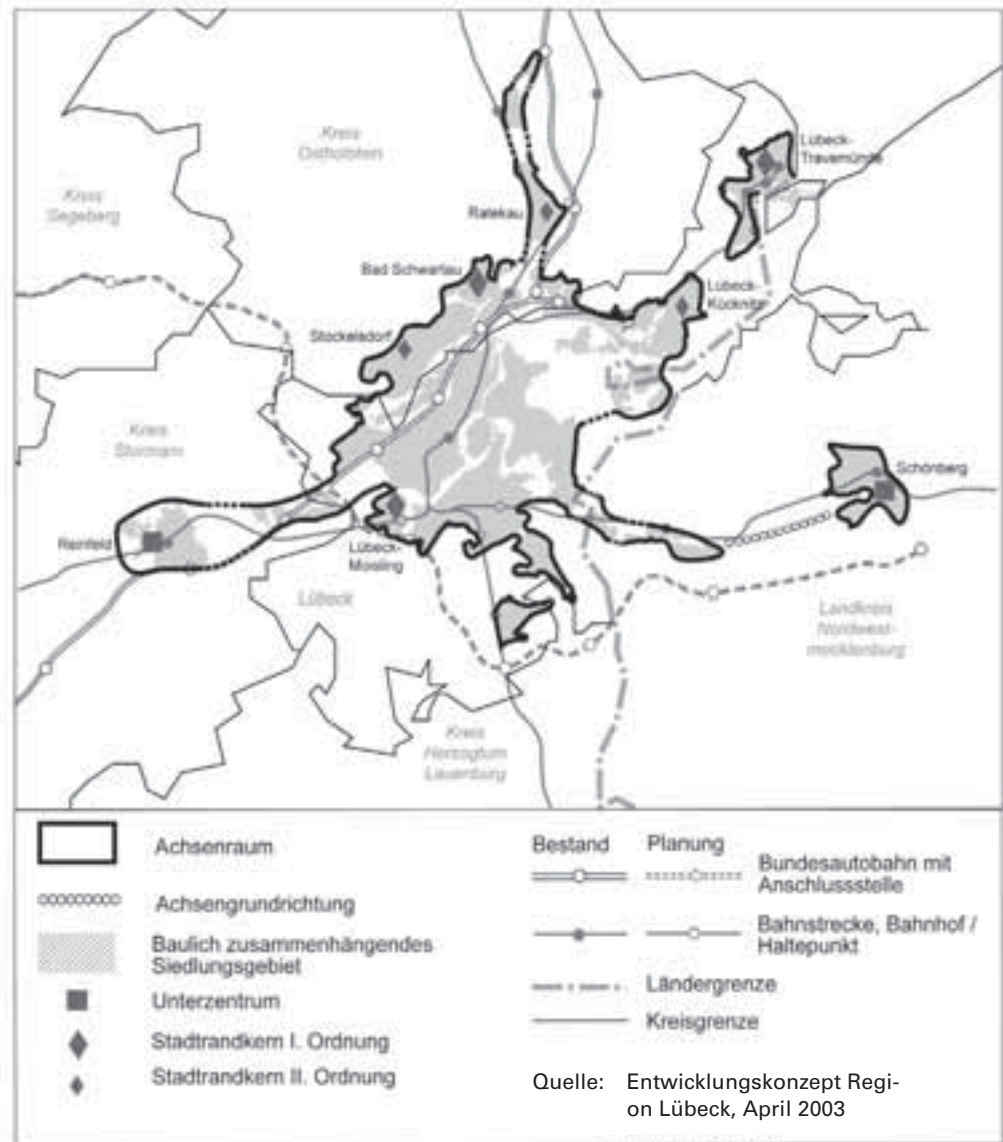 Kreis
Ostholstein
Kreis
Segeberg
Lübeck-
Travemünde
Ratekau
Bad Schwartau
Lübeck-
Kücknitz
Stockelsdorf
Kreis
Stormarn
Schönberg
Reinfeld
Lübeck-
Moisling
Lübeck
Landkreis
Nordwest-
mecklenburg
Kreis
Herzogtum
Lauenburg
Achsenraum
Achsengrundrichtung
Baulich zusammenhängendes
Siedlungsgebiet
Unterzentrum
Stadtrandkern I. Ordnung
Stadtrandkern II. Ordnung
Bestand Planung
Bundesautobahn mit
Anschlussstelle
Bahnstrecke, Bahnhof /
Haltepunkt
Ländergrenze
Kreisgrenze
Quelle: Entwicklungskonzept Regi-
on Lübeck, April 2003